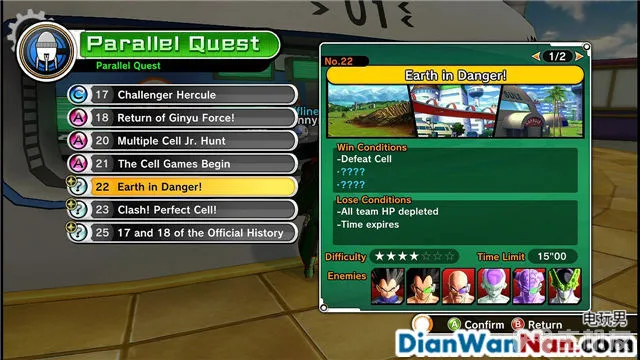 101
Parallel Quest
Parallel Quest
C 17 Challenger Hercule
A 18 Return of Ginyu Force!
A 20 Multiple Cell Jr. Hunt
A 21 The Cell Games Begin
? 22 Earth in Danger!
? 23 Clash! Perfect Cell!
? 25 17 and 18 of the Official History
ffline
nny
No.22
1/2
Earth in Danger!
Win Conditions
-Defeat Cell
-????
-????
Lose Conditions
-All team HP depleted
-Time expires
Difficulty ★★★★☆☆☆ Time Limit 15"00
Enemies
A Confirm B Return
电玩男
DianWanNan.com